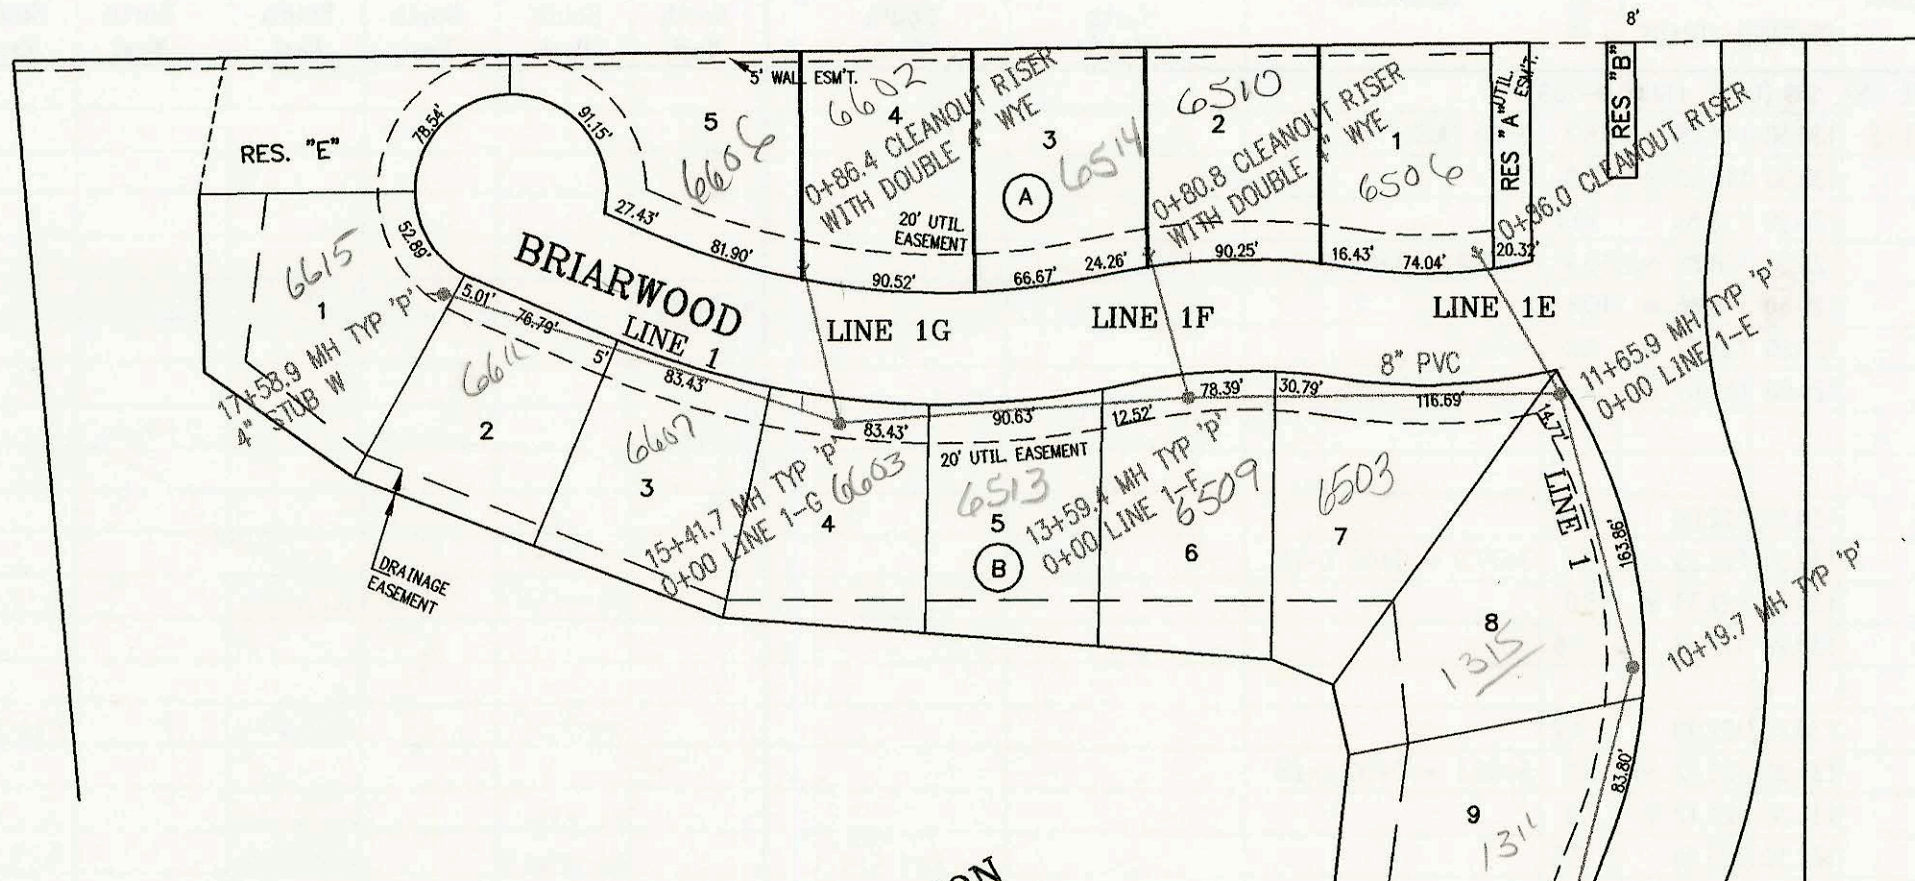 8'
5' WALL ESM'T.
RES. "E"
78.54'
91.15'
5
6606
6602
4
0+86.4 CLEANOUT RISER
WITH DOUBLE 4" WYE
3
A
6514
6510
2
0+80.8 CLEANOUT RISER
WITH DOUBLE 4" WYE
1
6506
RES "A"
UTIL. ESM'T.
RES "B"
0+86.0 CLEANOUT RISER
27.43'
81.90'
20' UTIL.
EASEMENT
90.52'
66.67'
24.26'
90.25'
16.43'
74.04'
20.32'
52.89'
BRIARWOOD
LINE 1
LINE 1G
LINE 1F
LINE 1E
8" PVC
6615
1
17+58.9 MH TYP 'P'
4" STUB W
5.01'
76.79'
5'
83.43'
83.43'
90.63'
12.52'
78.39'
30.79'
116.69'
14.71'
11+65.9 MH TYP 'P'
0+00 LINE 1-E
6611
2
6607
3
15+41.7 MH TYP 'P'
0+00 LINE 1-G
6603
4
20' UTIL. EASEMENT
6513
5
B
13+59.4 MH TYP 'P'
0+00 LINE 1-F
6509
6
6503
7
LINE 1
163.86'
DRAINAGE
EASEMENT
8
1315
10+19.7 MH TYP 'P'
83.80'
9
1311
ON